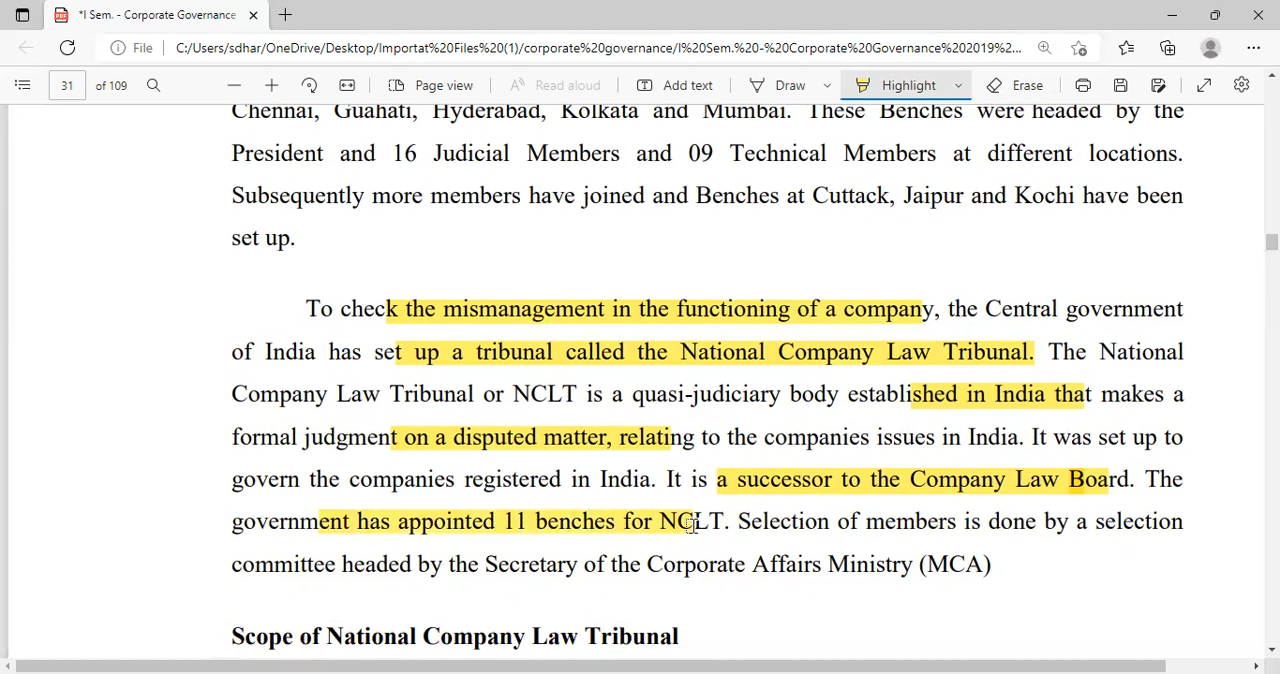 *I Sem. - Corporate Governance
File C:/Users/sdhar/OneDrive/Desktop/Importat%20Files%20(1)/corporate%20governance/I%20Sem.%20-%20Corporate%20Governance%202019%2...
31 of 109 Page view Read aloud Add text Draw Highlight Erase
Chennai, Guahati, Hyderabad, Kolkata and Mumbai. These Benches were headed by the
President and 16 Judicial Members and 09 Technical Members at different locations.
Subsequently more members have joined and Benches at Cuttack, Jaipur and Kochi have been
set up.
To check the mismanagement in the functioning of a company, the Central government
of India has set up a tribunal called the National Company Law Tribunal. The National
Company Law Tribunal or NCLT is a quasi-judiciary body established in India that makes a
formal judgment on a disputed matter, relating to the companies issues in India. It was set up to
govern the companies registered in India. It is a successor to the Company Law Board. The
government has appointed 11 benches for NCLT. Selection of members is done by a selection
committee headed by the Secretary of the Corporate Affairs Ministry (MCA)
Scope of National Company Law Tribunal